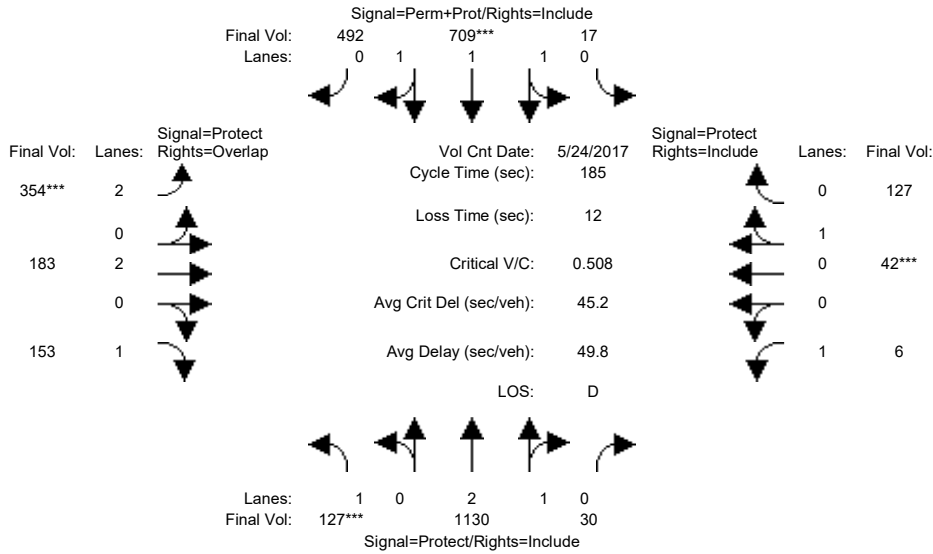 Signal=Perm+Prot/Rights=Include
Final Vol: 492 709*** 17
Lanes: 0 1 1 1 0
Signal=Protect
Final Vol: Lanes: Rights=Overlap
Vol Cnt Date: 5/24/2017
Signal=Protect
Rights=Include Lanes: Final Vol:
Cycle Time (sec): 185
354*** 2
0 127
Loss Time (sec): 12
0
1
183 2
Critical V/C: 0.508
0 42***
0
Avg Crit Del (sec/veh): 45.2
0
153 1
Avg Delay (sec/veh): 49.8
1 6
LOS: D
Lanes: 1 0 2 1 0
Final Vol: 127*** 1130 30
Signal=Protect/Rights=Include